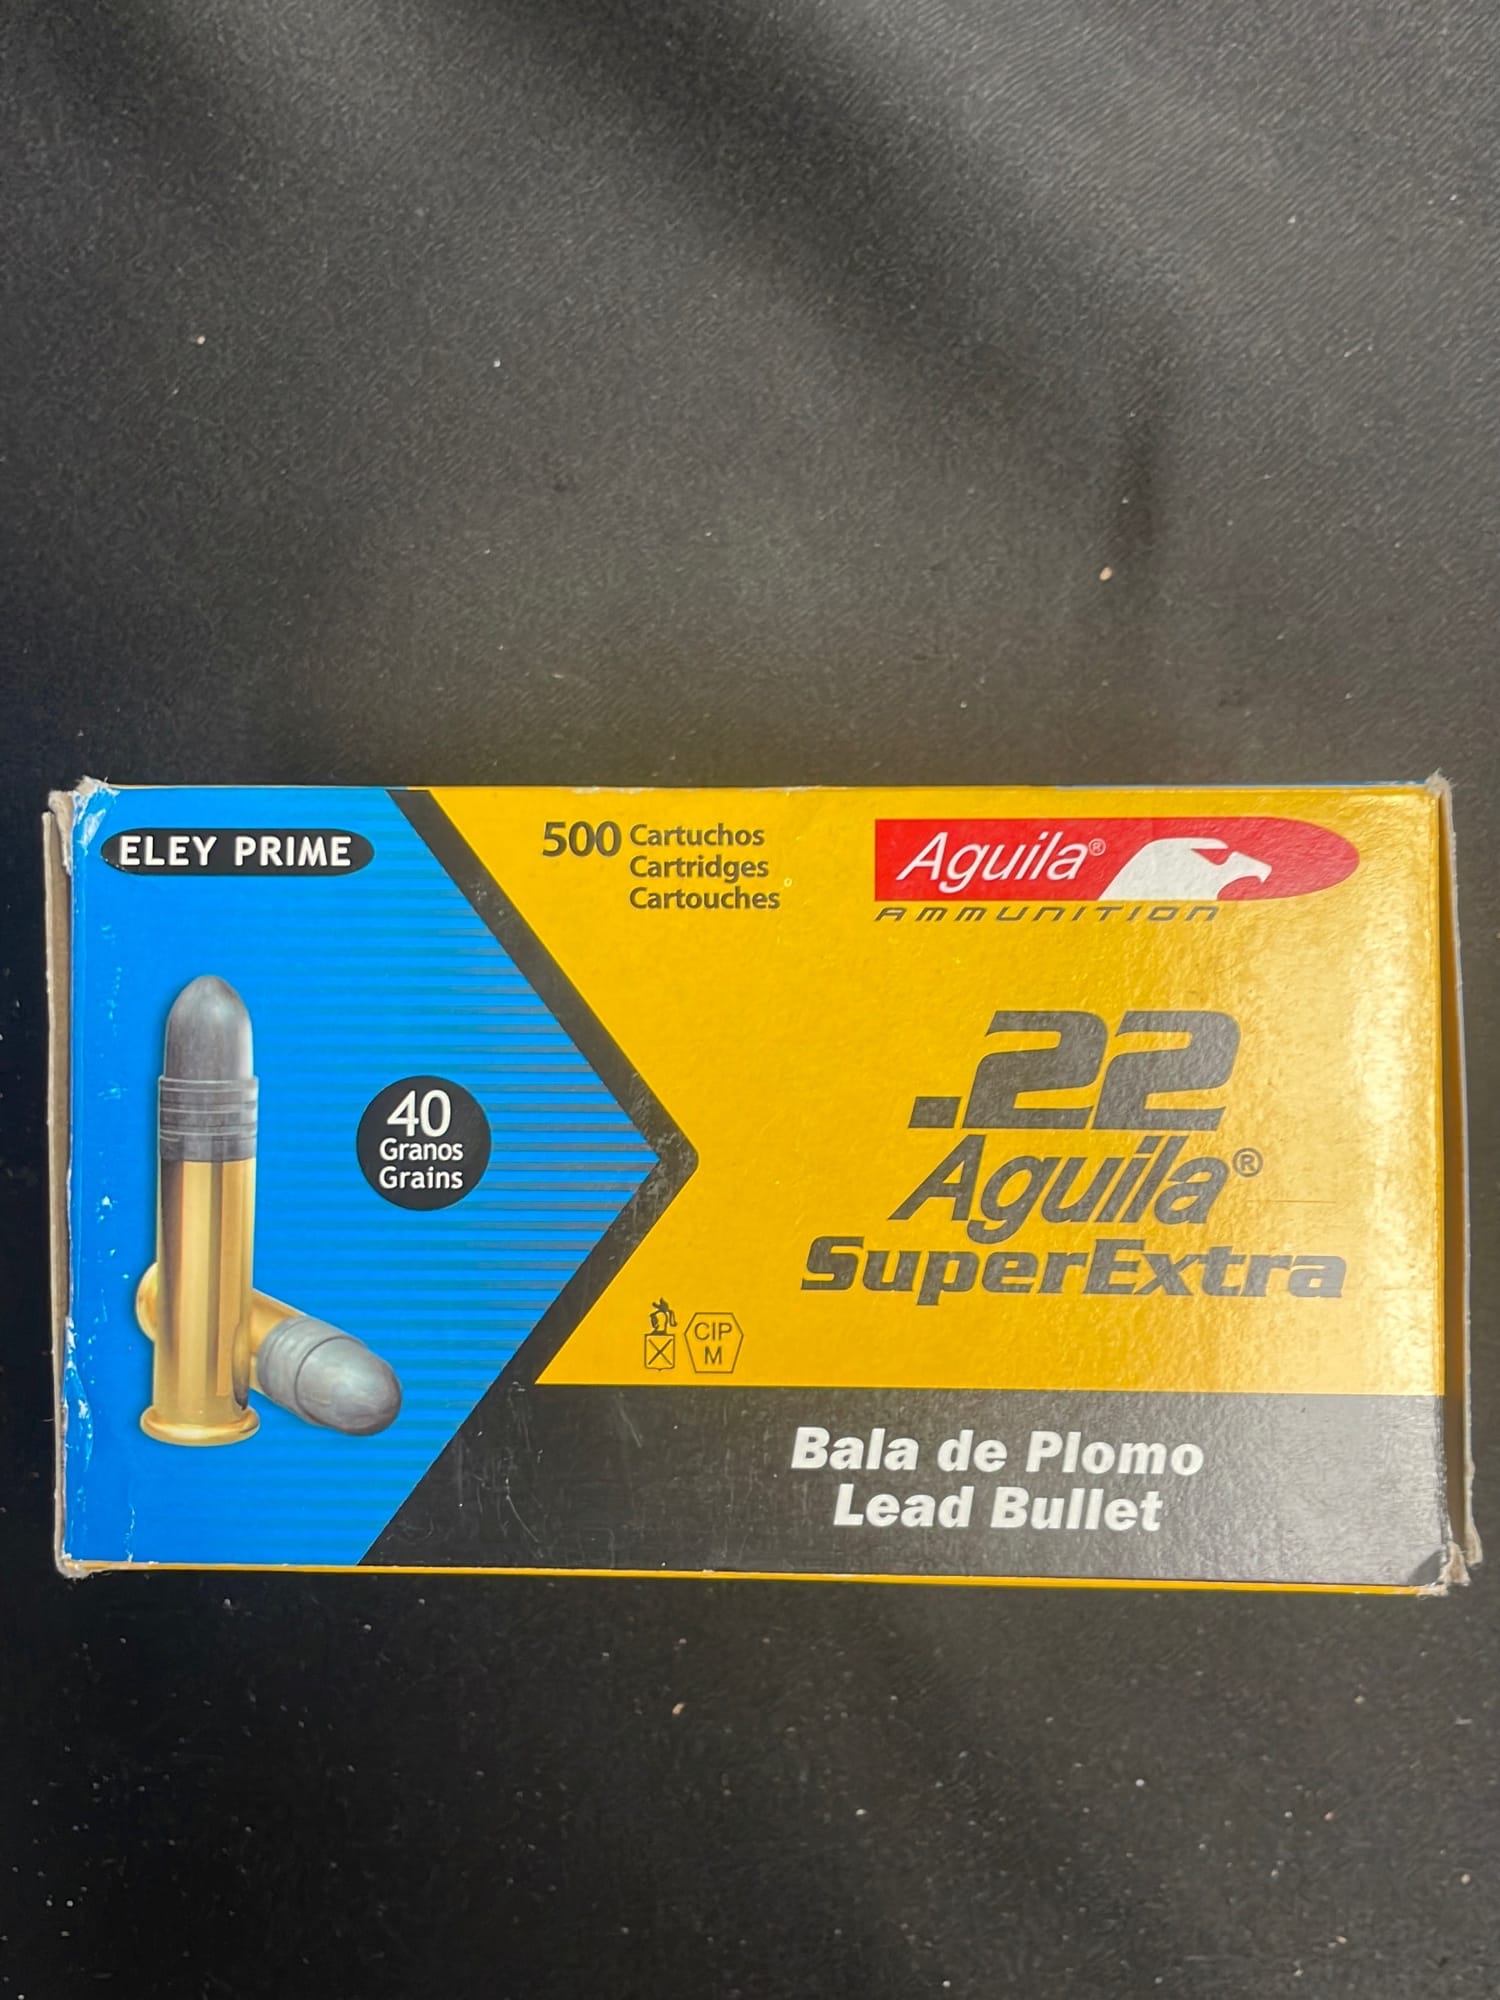 ELEY PRIME
500 Cartuchos
Cartridges
Cartouches
Aguila®
AMMUNITION
40
Granos
Grains
.22
Aguila®
SuperExtra
CIP
M
Bala de Plomo
Lead Bullet